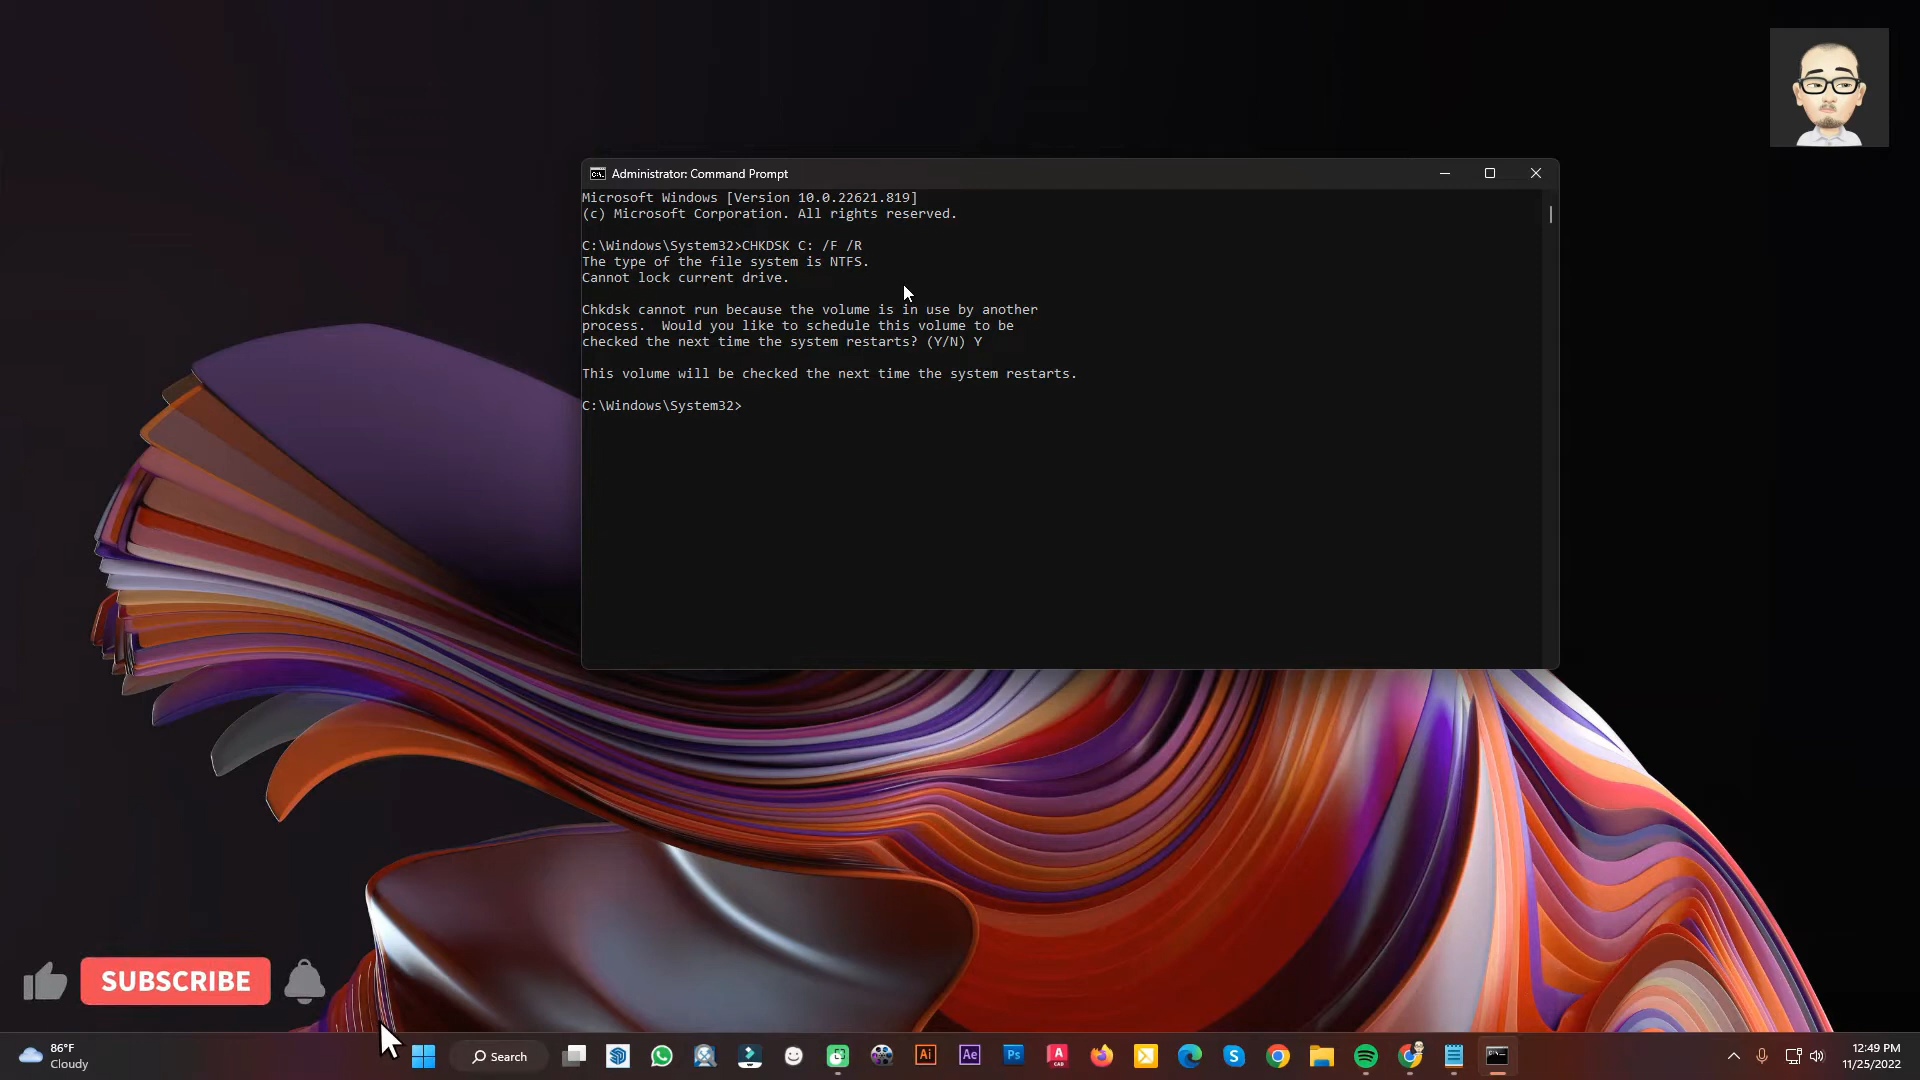 Administrator: Command Prompt
Microsoft Windows [Version 10.0.22621.819]
(c) Microsoft Corporation. All rights reserved.
C:\Windows\System32>CHKDSK C: /F /R
The type of the file system is NTFS.
Cannot lock current drive.
Chkdsk cannot run because the volume is in use by another
process.  Would you like to schedule this volume to be
checked the next time the system restarts? (Y/N) Y
This volume will be checked the next time the system restarts.
C:\Windows\System32>
SUBSCRIBE
86°F
Cloudy
Search
Ai
Ae
Ps
A
CAD
S
12:49 PM
11/25/2022